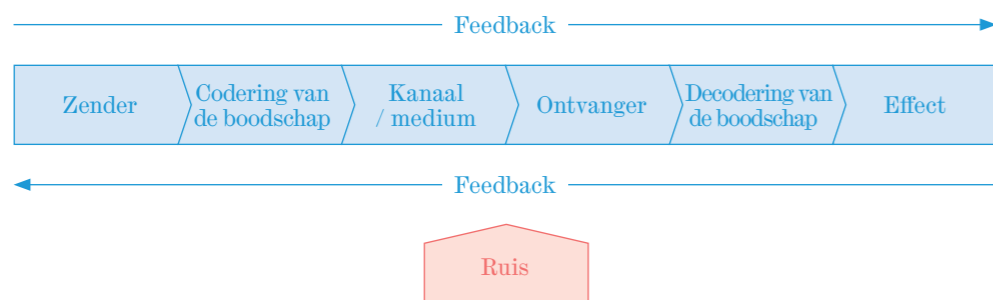 Feedback
Zender
Codering van
de boodschap
Kanaal
/ medium
Ontvanger
Decodering van
de boodschap
Effect
Feedback
Ruis